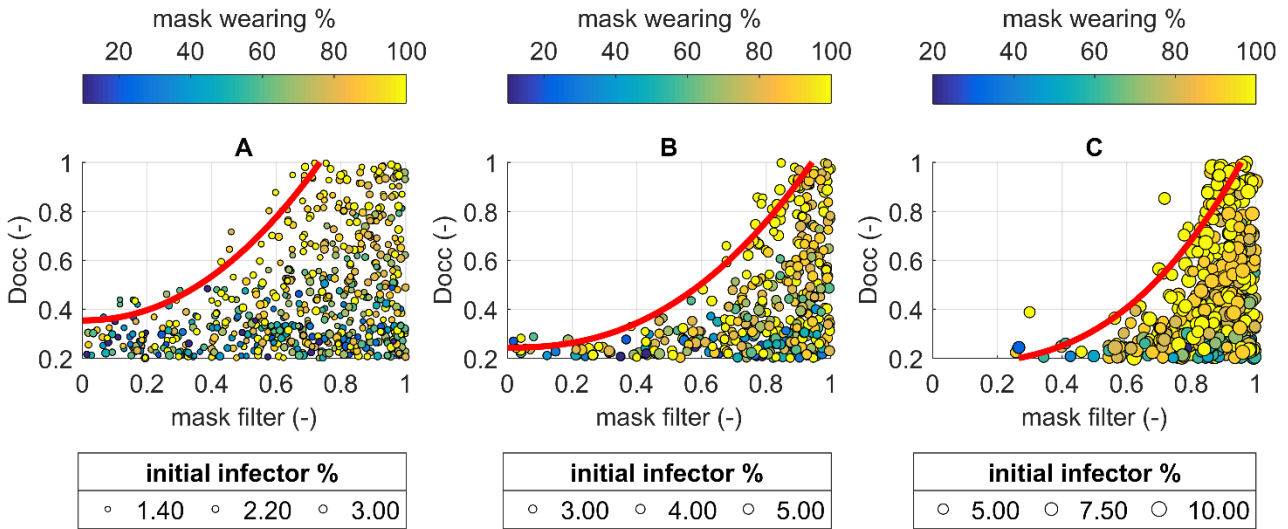 mask wearing %
20 40 60 80 100
A
1
0.8
0.6
0.4
0.2
Docc (-)
0 0.2 0.4 0.6 0.8 1
mask filter (-)
initial infector %
1.40 2.20 3.00
mask wearing %
20 40 60 80 100
B
1
0.8
0.6
0.4
0.2
Docc (-)
0 0.2 0.4 0.6 0.8 1
mask filter (-)
initial infector %
3.00 4.00 5.00
mask wearing %
20 40 60 80 100
C
1
0.8
0.6
0.4
0.2
Docc (-)
0 0.2 0.4 0.6 0.8 1
mask filter (-)
initial infector %
5.00 7.50 10.00